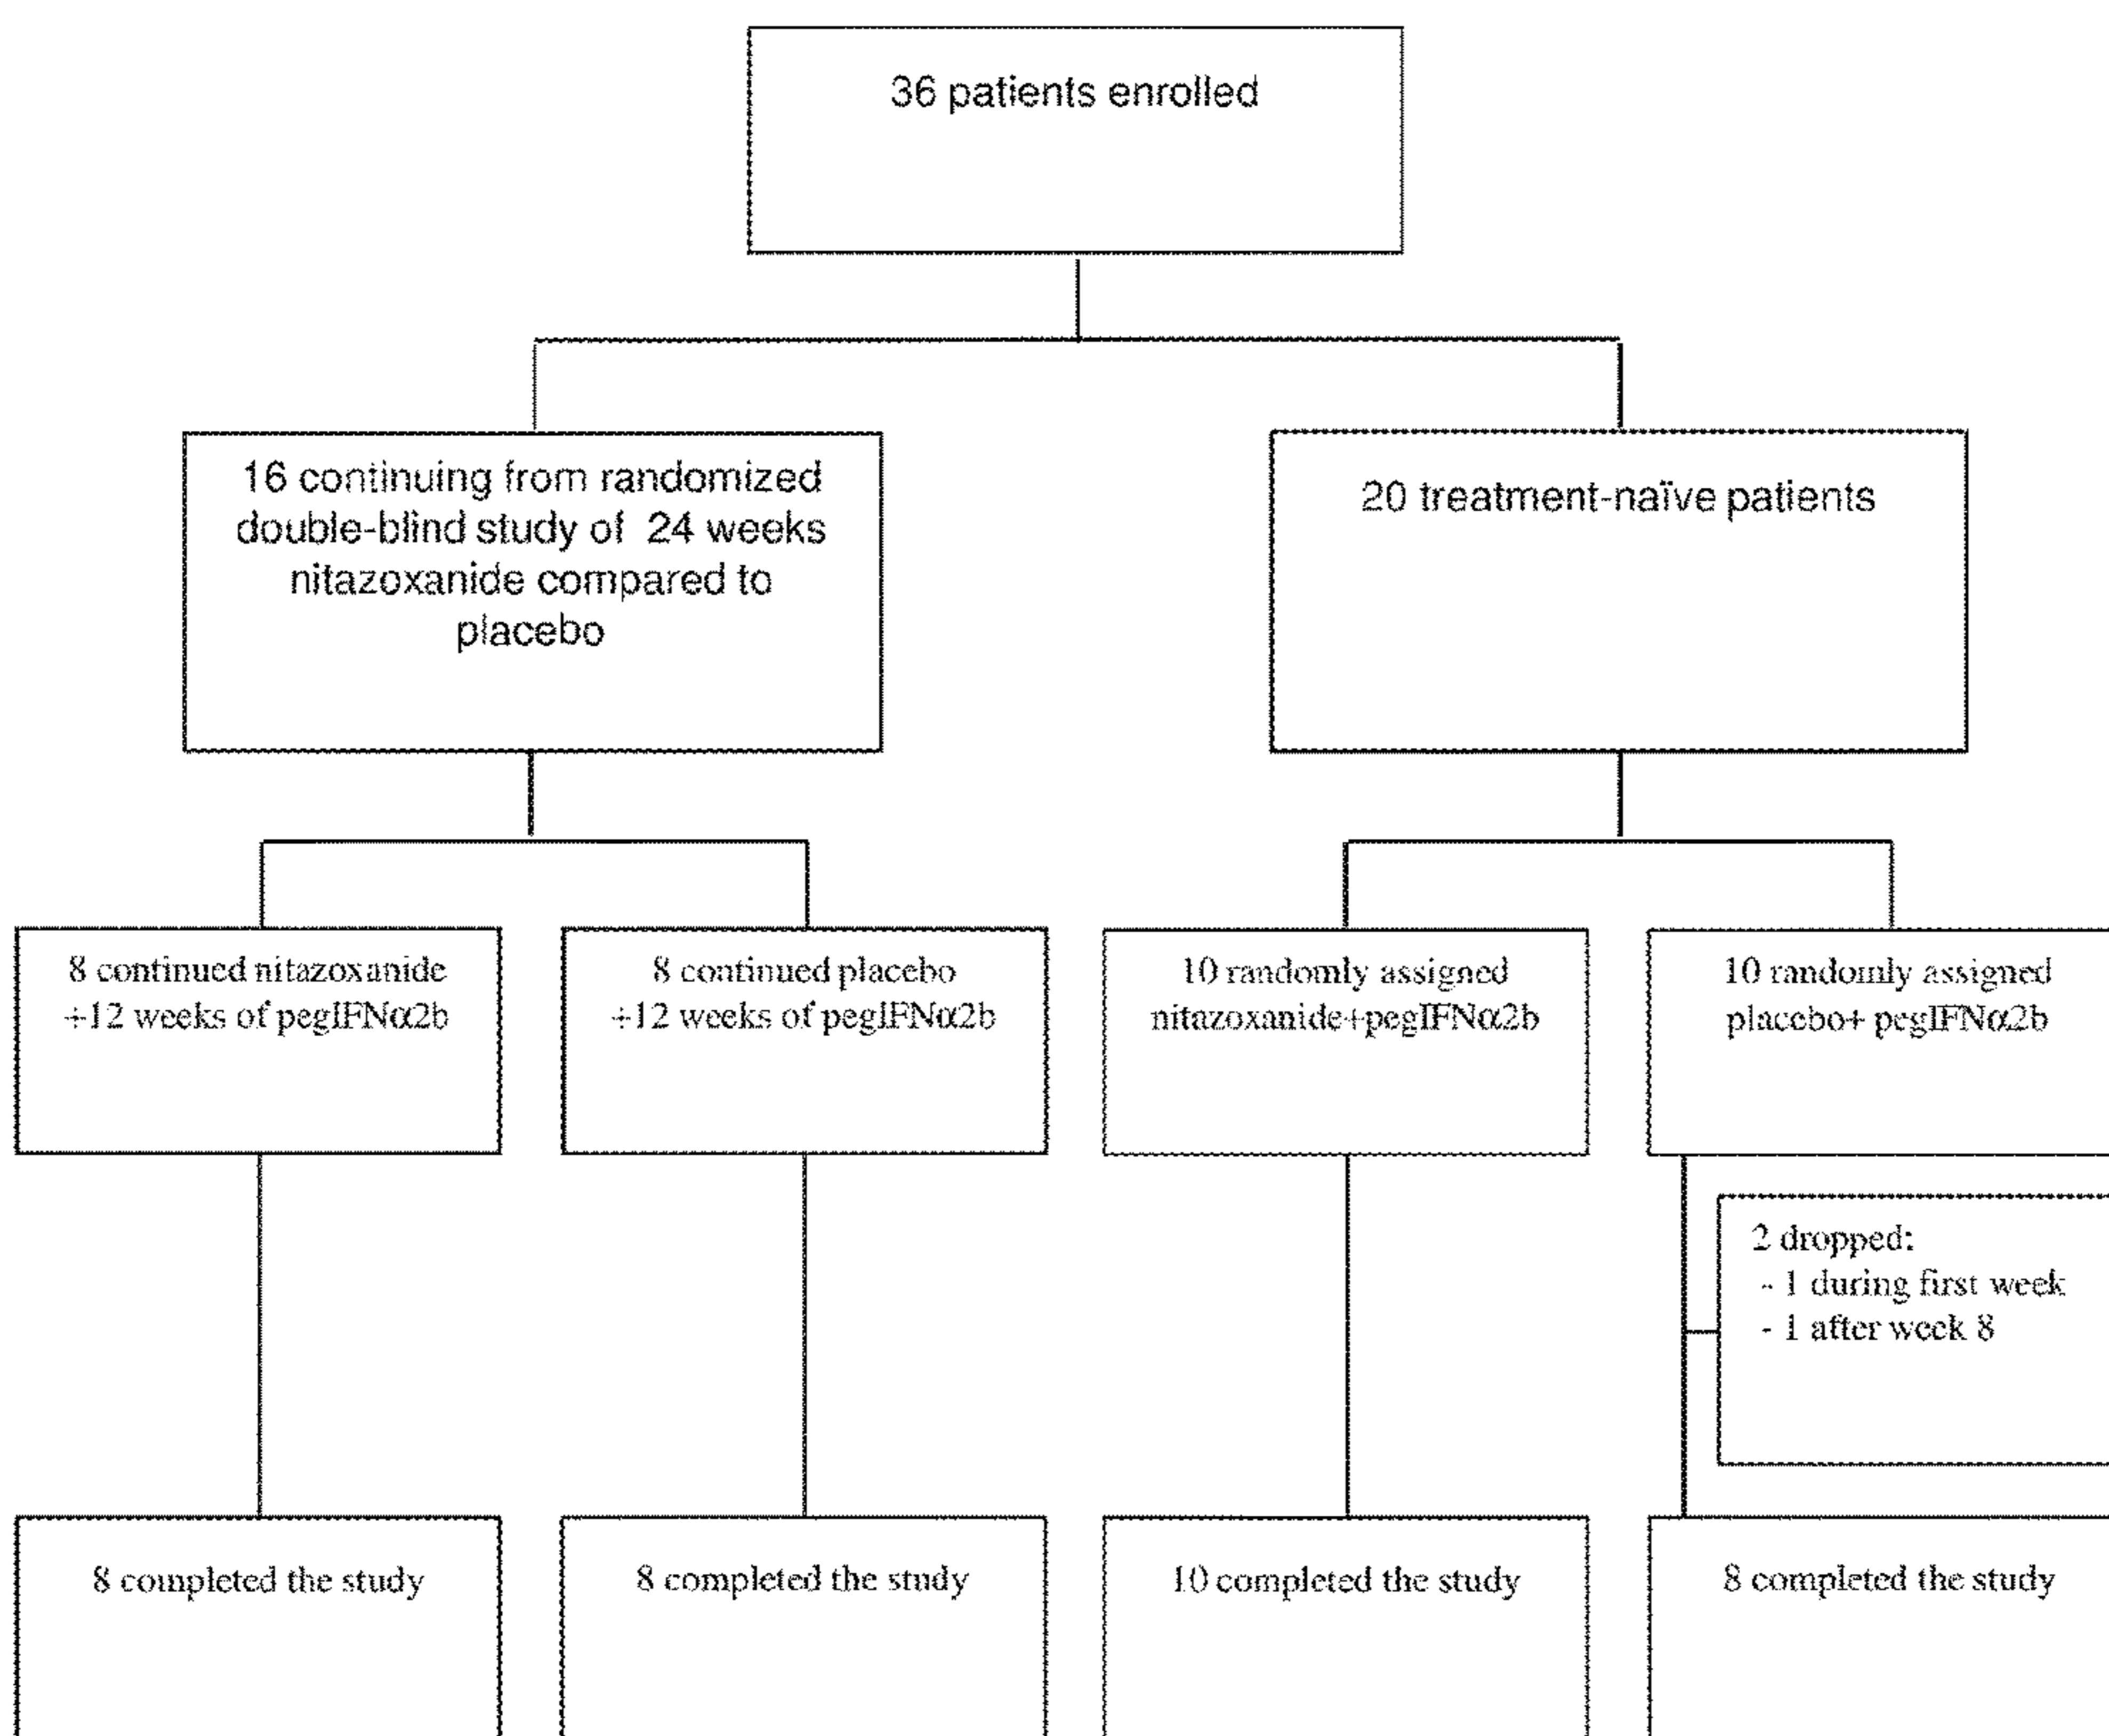 36 patients enrolled
16 continuing from randomized
double-blind study of 24 weeks
nitazoxanide compared to
placebo
20 treatment-naïve patients
8 continued nitazoxanide
+12 weeks of pegIFNα2b
8 continued placebo
+12 weeks of pegIFNα2b
10 randomly assigned
nitazoxanide+pegIFNα2b
10 randomly assigned
placebo+ pegIFNα2b
2 dropped:
- 1 during first week
- 1 after week 8
8 completed the study
8 completed the study
10 completed the study
8 completed the study